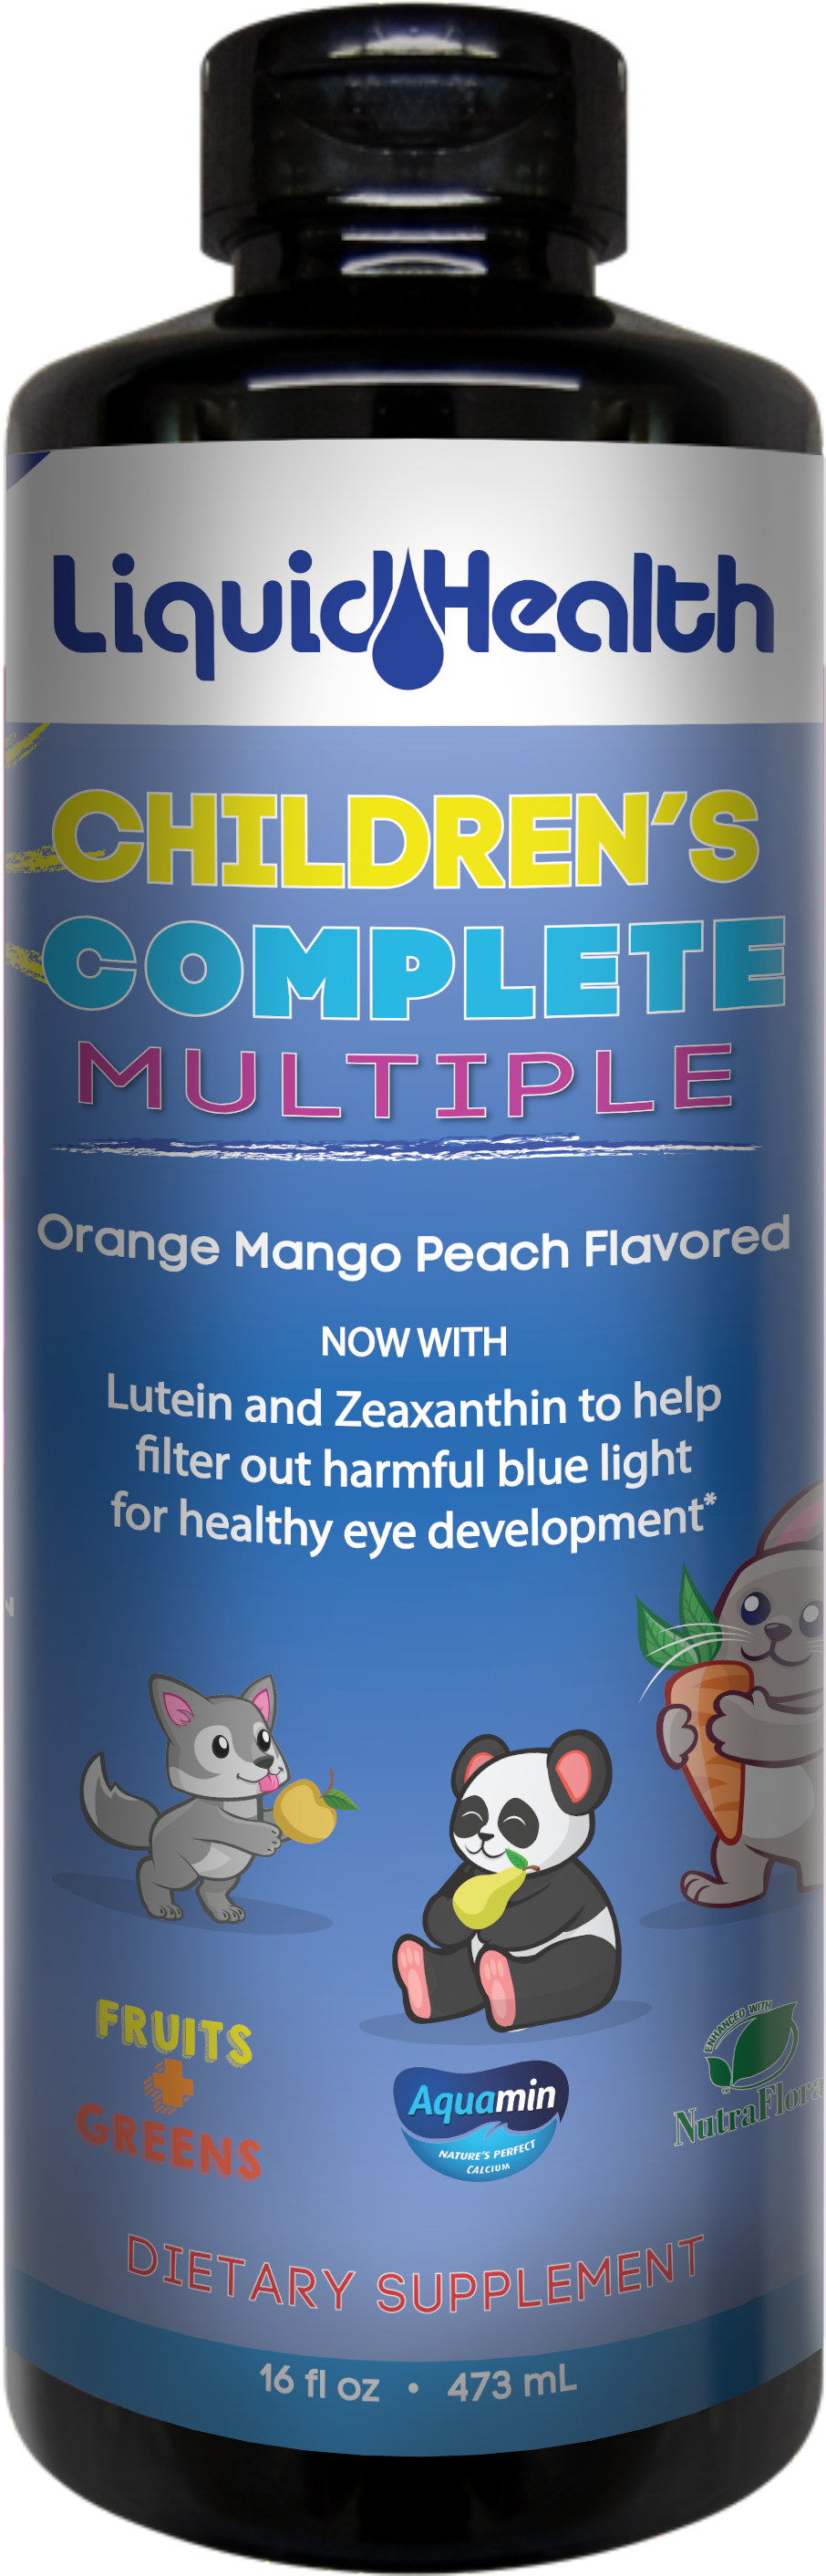 LiquidHealth
CHILDREN'S
COMPLETE
MULTIPLE
Orange Mango Peach Flavored
NOW WITH
Lutein and Zeaxanthin to help
filter out harmful blue light
for healthy eye development*
FRUITS
+
GREENS
Aquamin
NATURE'S PERFECT
CALCIUM
ENHANCED WITH
NutraFlora
DIETARY SUPPLEMENT
16 fl oz • 473 mL